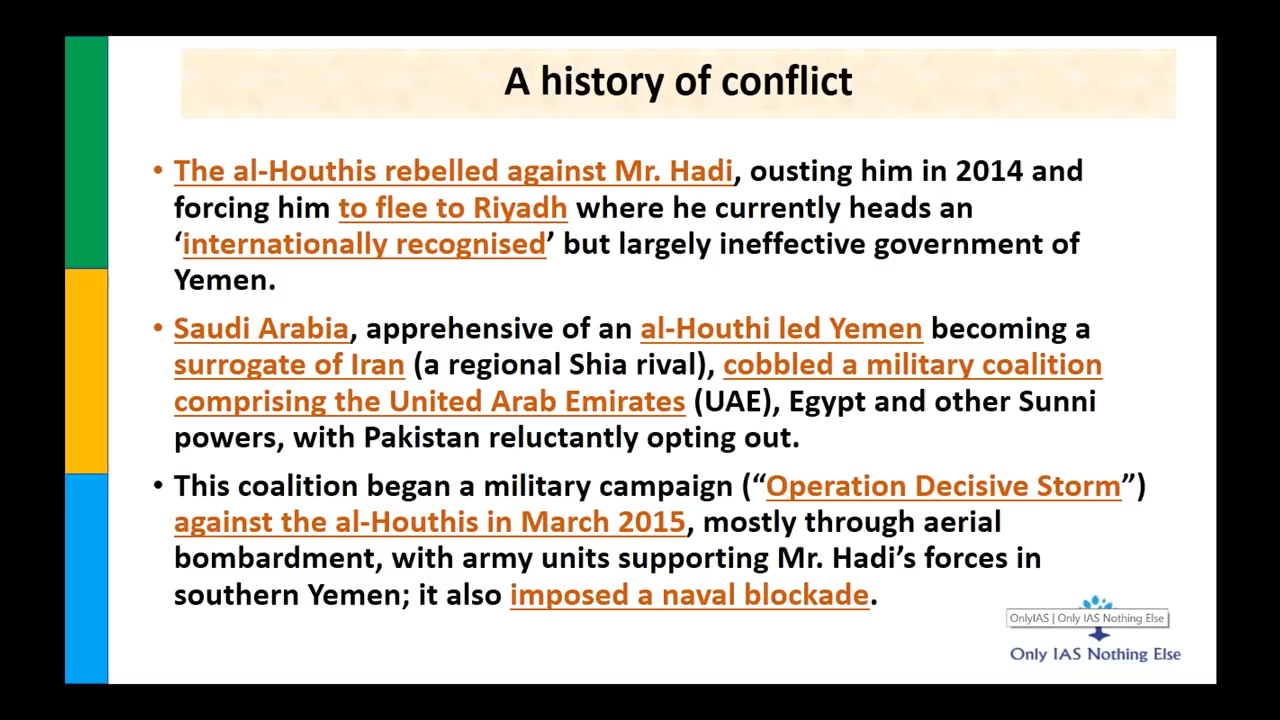 A history of conflict
• The al-Houthis rebelled against Mr. Hadi, ousting him in 2014 and
forcing him to flee to Riyadh where he currently heads an
‘internationally recognised’ but largely ineffective government of
Yemen.
• Saudi Arabia, apprehensive of an al-Houthi led Yemen becoming a
surrogate of Iran (a regional Shia rival), cobbled a military coalition
comprising the United Arab Emirates (UAE), Egypt and other Sunni
powers, with Pakistan reluctantly opting out.
• This coalition began a military campaign (“Operation Decisive Storm”)
against the al-Houthis in March 2015, mostly through aerial
bombardment, with army units supporting Mr. Hadi’s forces in
southern Yemen; it also imposed a naval blockade.
OnlyIAS | Only IAS Nothing Else
Only IAS Nothing Else